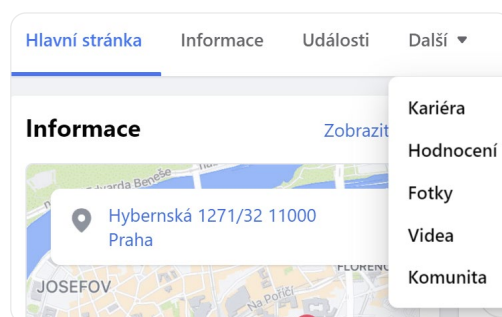 Hlavní stránka Informace Události Další ▼
Kariéra
Hodnocení
Fotky
Videa
Komunita
Informace Zobrazit
Hybernská 1271/32 11000
Praha
JOSEFOV
Na Poříčí